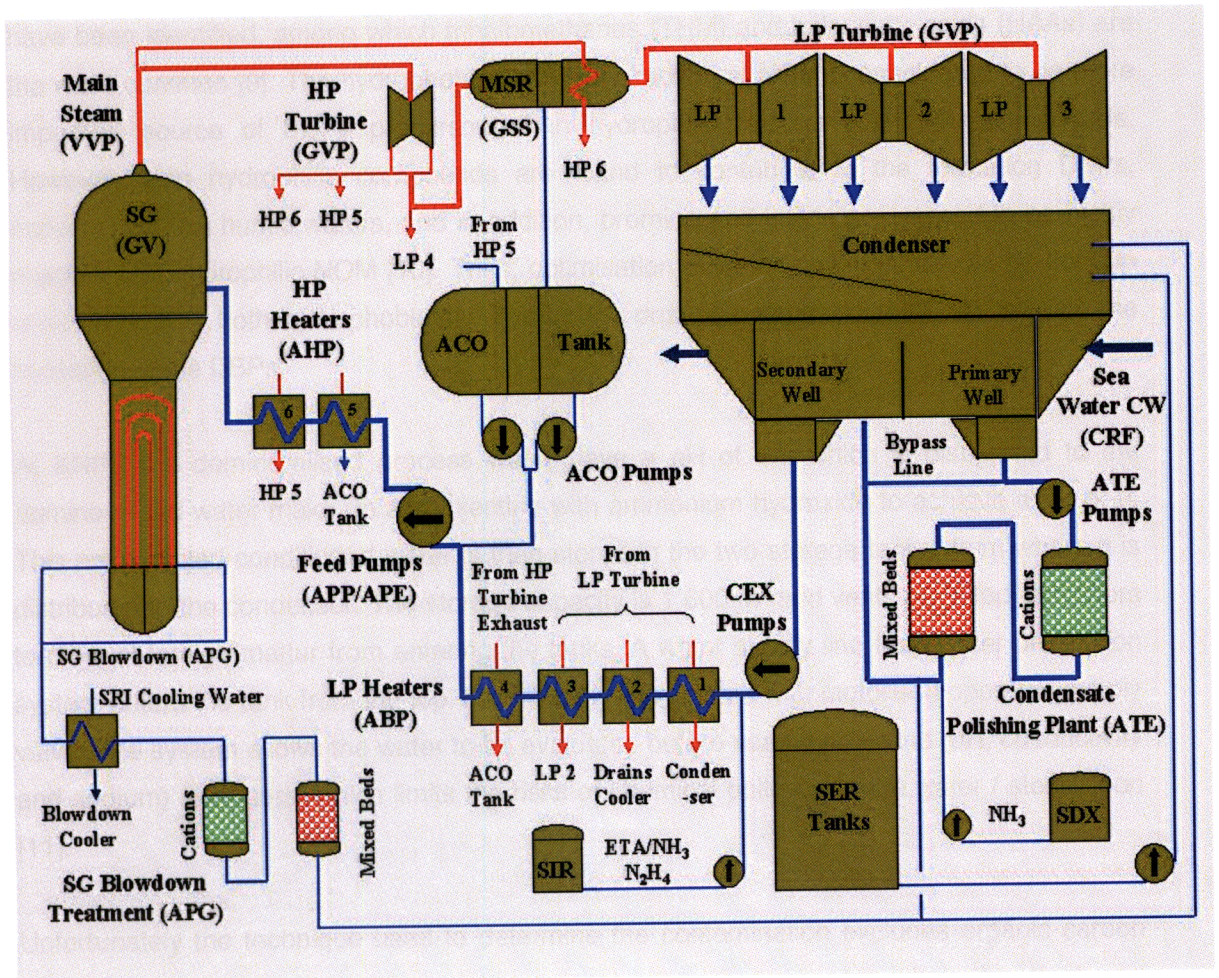 LP Turbine (GVP)
Main
Steam
(VVP)
HP
Turbine
(GVP)
MSR
(GSS)
LP
1
LP
2
LP
3
HP 6
SG
(GV)
HP 6
HP 5
LP 4
From
HP 5
Condenser
HP
Heaters
(AHP)
ACO
Tank
Secondary
Well
Primary
Well
Sea
Water CW
(CRF)
6
5
HP 5
ACO
Tank
ACO Pumps
Bypass
Line
ATE
Pumps
Feed Pumps
(APP/APE)
From HP
Turbine
Exhaust
From
LP Turbine
CEX
Pumps
Mixed Beds
Cations
SG Blowdown (APG)
SRI Cooling Water
LP Heaters
(ABP)
4
3
2
1
Condensate
Polishing Plant (ATE)
ACO
Tank
LP 2
Drains
Cooler
Conden
-ser
Blowdown
Cooler
Cations
Mixed Beds
SER
Tanks
NH3
SDX
SIR
ETA/NH3
N2H4
SG Blowdown
Treatment (APG)